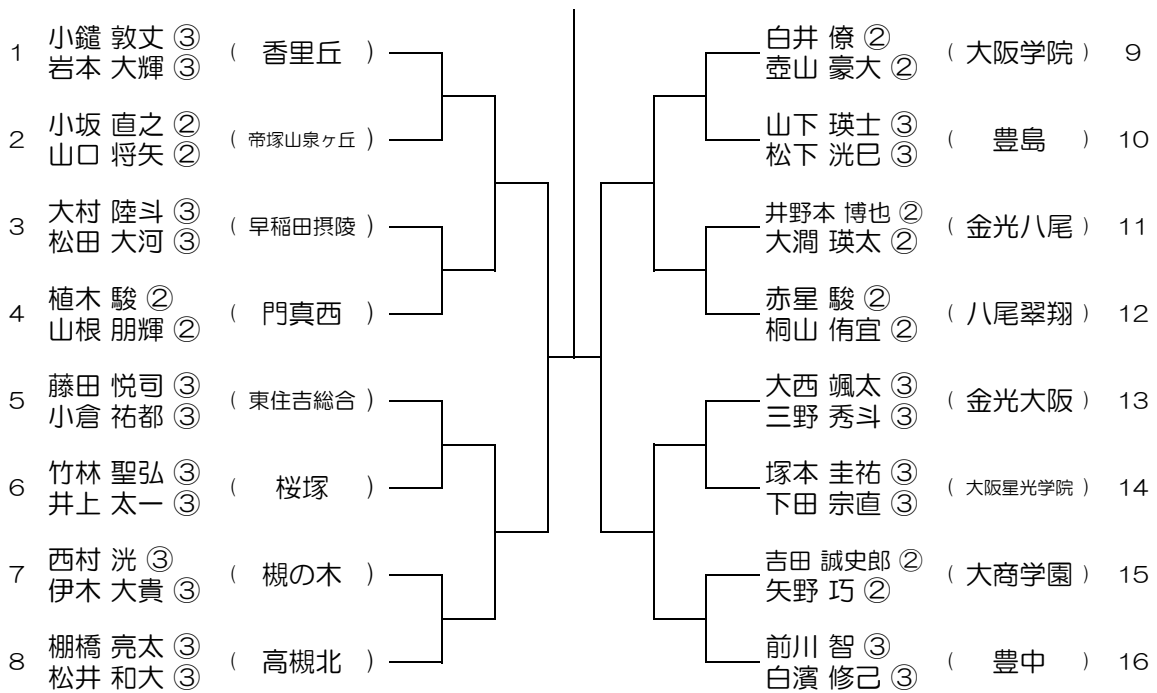 1 小鑓 敦丈 ③
岩本 大輝 ③
( 香里丘 )
2 小坂 直之 ②
山口 将矢 ②
( 帝塚山泉ヶ丘 )
3 大村 陸斗 ③
松田 大河 ③
( 早稲田摂陵 )
4 植木 駿 ②
山根 朋輝 ②
( 門真西 )
5 藤田 悦司 ③
小倉 祐都 ③
( 東住吉総合 )
6 竹林 聖弘 ③
井上 太一 ③
( 桜塚 )
7 西村 洸 ③
伊木 大貴 ③
( 槻の木 )
8 棚橋 亮太 ③
松井 和大 ③
( 高槻北 )
白井 僚 ②
壺山 豪大 ②
( 大阪学院 ) 9
山下 瑛士 ③
松下 洸巳 ③
( 豊島 ) 10
井野本 博也 ②
大澗 瑛太 ②
( 金光八尾 ) 11
赤星 駿 ②
桐山 侑宜 ②
( 八尾翠翔 ) 12
大西 颯太 ③
三野 秀斗 ③
( 金光大阪 ) 13
塚本 圭祐 ③
下田 宗直 ③
( 大阪星光学院 ) 14
吉田 誠史郎 ②
矢野 巧 ②
( 大商学園 ) 15
前川 智 ③
白濱 修己 ③
( 豊中 ) 16